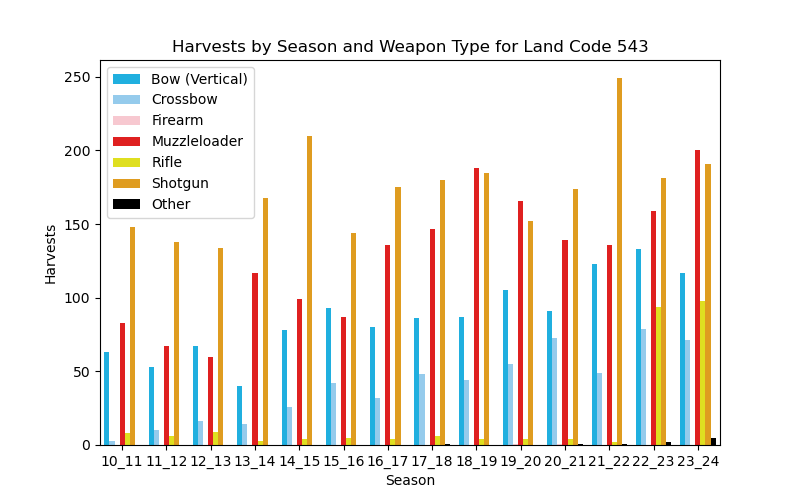 Harvests by Season and Weapon Type for Land Code 543
Bow (Vertical)
Crossbow
Firearm
Muzzleloader
Rifle
Shotgun
Other
250
200
150
100
50
0
Harvests
10_11 11_12 12_13 13_14 14_15 15_16 16_17 17_18 18_19 19_20 20_21 21_22 22_23 23_24
Season